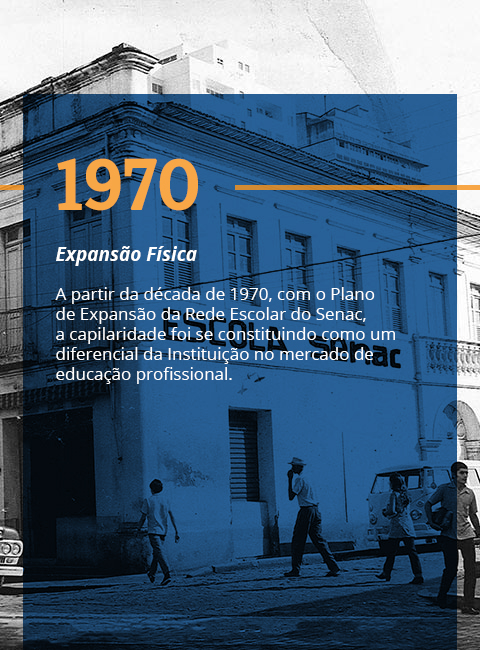 1970
Expansão Física
A partir da década de 1970, com o Plano
de Expansão da Rede Escolar do Senac,
a capilaridade foi se constituindo como um
diferencial da Instituição no mercado de
educação profissional.
ESCOLA Senac